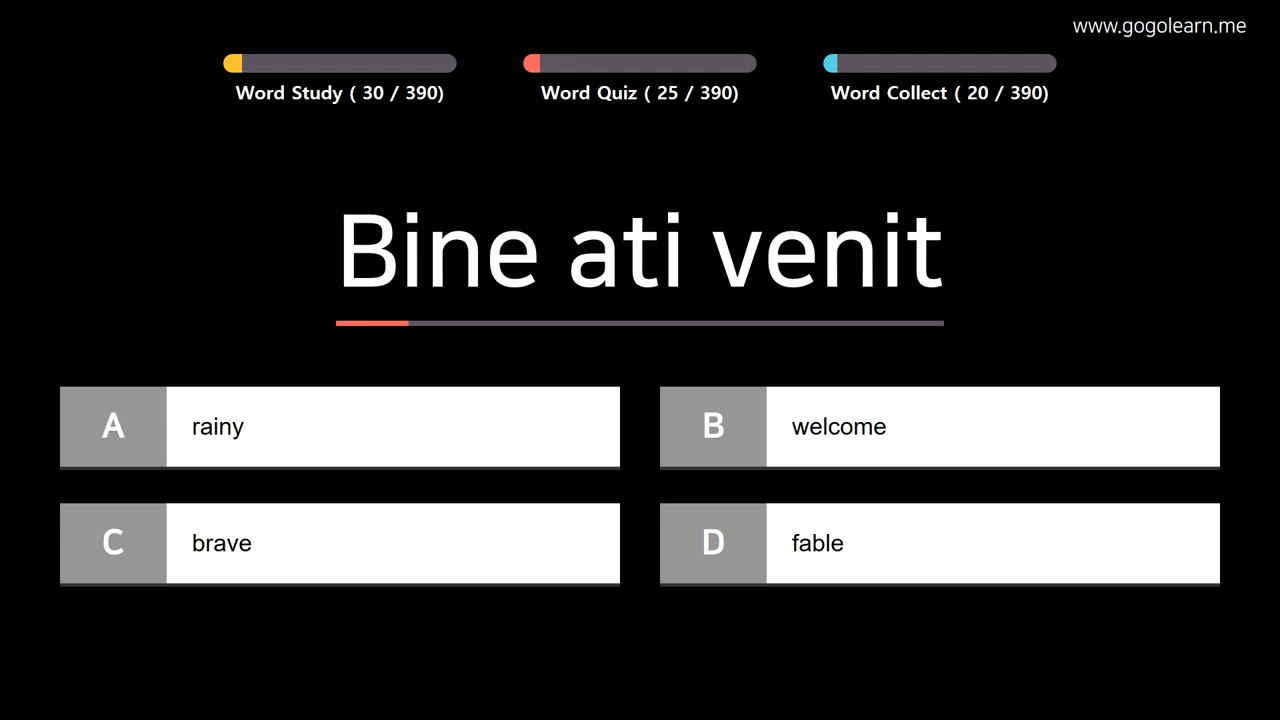 www.gogolearn.me
Word Study ( 30 / 390)
Word Quiz ( 25 / 390)
Word Collect ( 20 / 390)
Bine ati venit
A rainy
B welcome
C brave
D fable